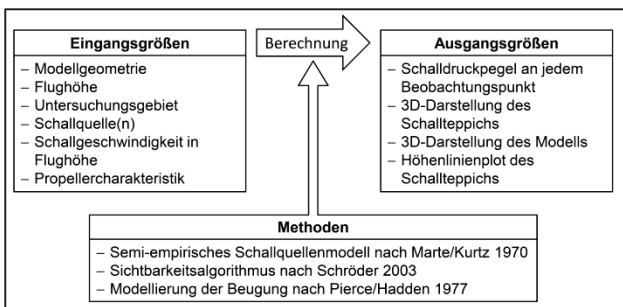 Eingangsgrößen
– Modellgeometrie
– Flughöhe
– Untersuchungsgebiet
– Schallquelle(n)
– Schallgeschwindigkeit in
Flughöhe
– Propellercharakteristik
Berechnung
Ausgangsgrößen
– Schalldruckpegel an jedem
Beobachtungspunkt
– 3D-Darstellung des
Schallteppichs
– 3D-Darstellung des Modells
– Höhenlinienplot des
Schallteppichs
Methoden
– Semi-empirisches Schallquellenmodell nach Marte/Kurtz 1970
– Sichtbarkeitsalgorithmus nach Schröder 2003
– Modellierung der Beugung nach Pierce/Hadden 1977